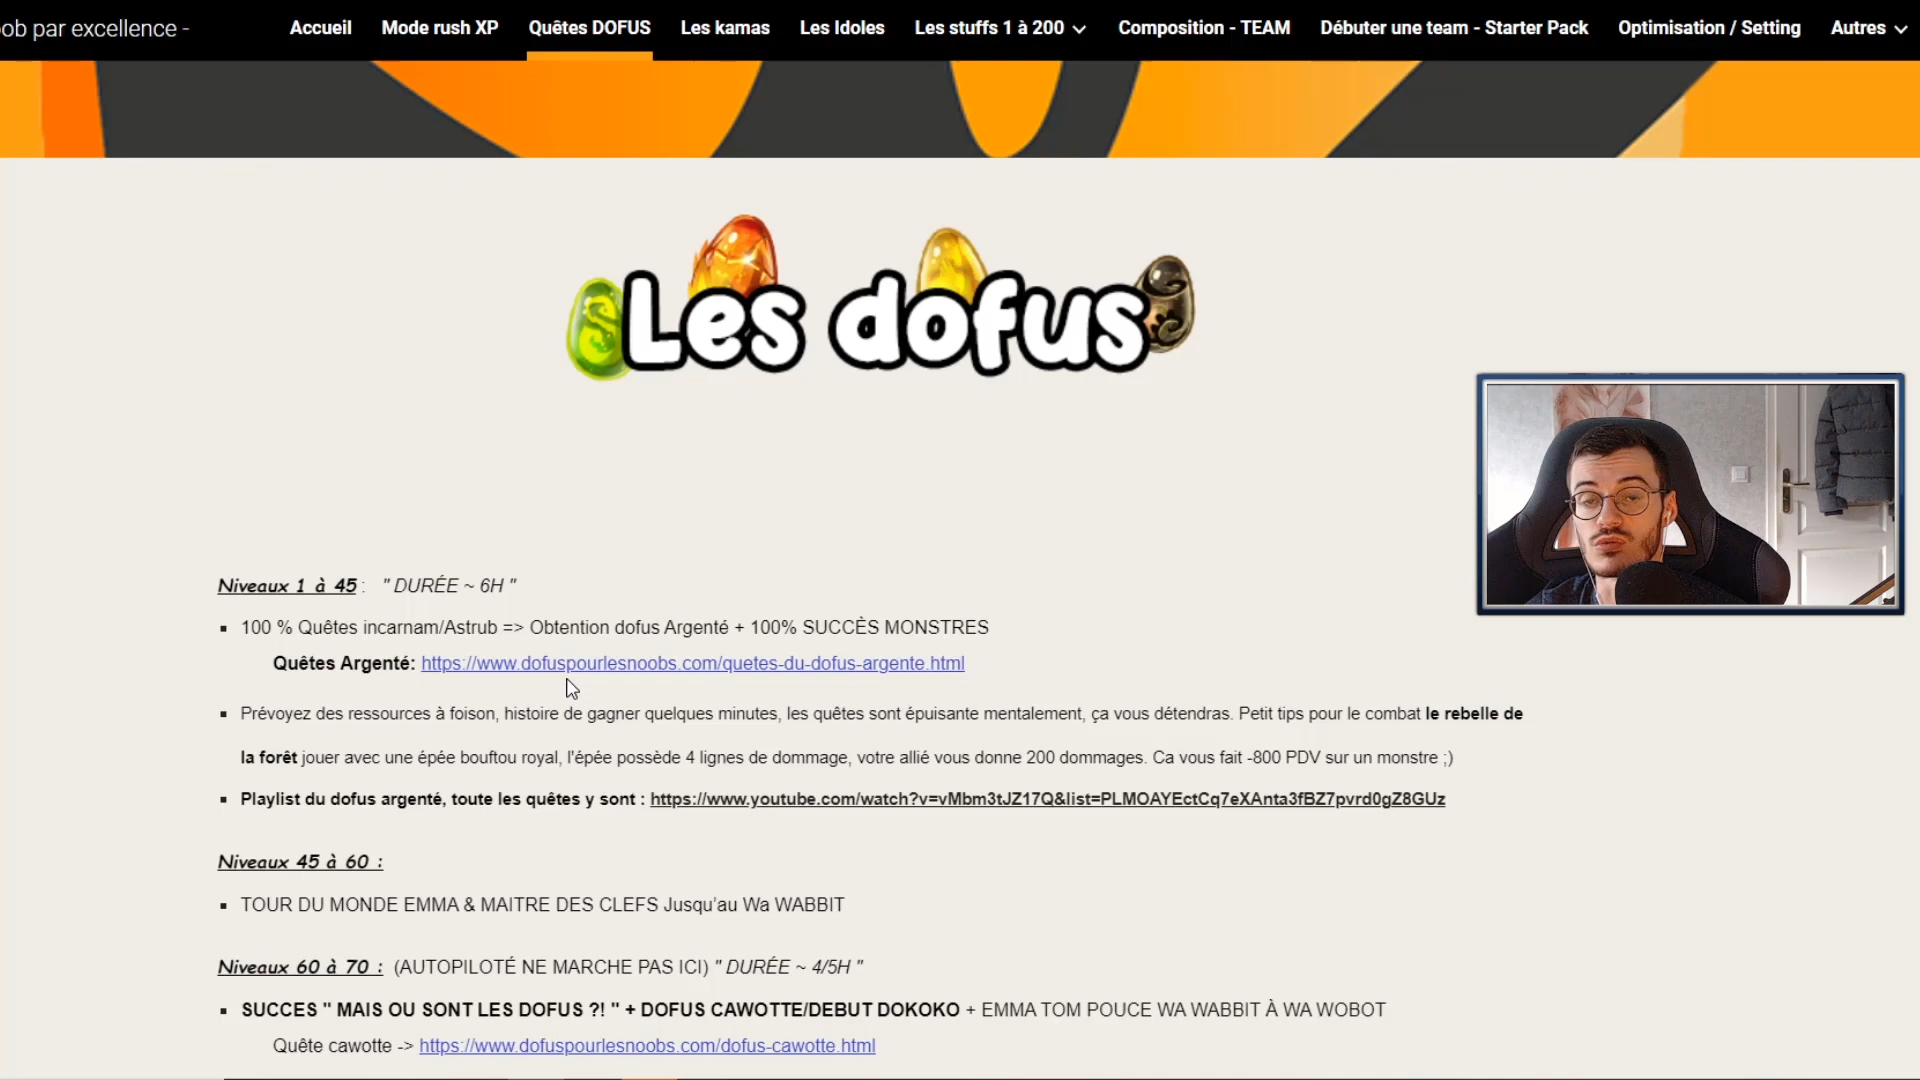 ob par excellence -
Accueil
Mode rush XP
Quêtes DOFUS
Les kamas
Les Idoles
Les stuffs 1 à 200
Composition - TEAM
Débuter une team - Starter Pack
Optimisation / Setting
Autres
Les dofus
Niveaux 1 à 45 : " DURÉE ~ 6H "
▪ 100 % Quêtes incarnam/Astrub => Obtention dofus Argenté + 100% SUCCÈS MONSTRES
Quêtes Argenté: https://www.dofuspourlesnoobs.com/quetes-du-dofus-argente.html
▪ Prévoyez des ressources à foison, histoire de gagner quelques minutes, les quêtes sont épuisante mentalement, ça vous détendras. Petit tips pour le combat le rebelle de
la forêt jouer avec une épée bouftou royal, l'épée possède 4 lignes de dommage, votre allié vous donne 200 dommages. Ca vous fait -800 PDV sur un monstre ;)
▪ Playlist du dofus argenté, toute les quêtes y sont : https://www.youtube.com/watch?v=vMbm3tJZ17Q&list=PLMOAYEctCq7eXAnta3fBZ7pvrd0gZ8GUz
Niveaux 45 à 60 :
▪ TOUR DU MONDE EMMA & MAITRE DES CLEFS Jusqu'au Wa WABBIT
Niveaux 60 à 70 : (AUTOPILOTÉ NE MARCHE PAS ICI) " DURÉE ~ 4/5H "
▪ SUCCES " MAIS OU SONT LES DOFUS ?! " + DOFUS CAWOTTE/DEBUT DOKOKO + EMMA TOM POUCE WA WABBIT À WA WOBOT
Quête cawotte -> https://www.dofuspourlesnoobs.com/dofus-cawotte.html